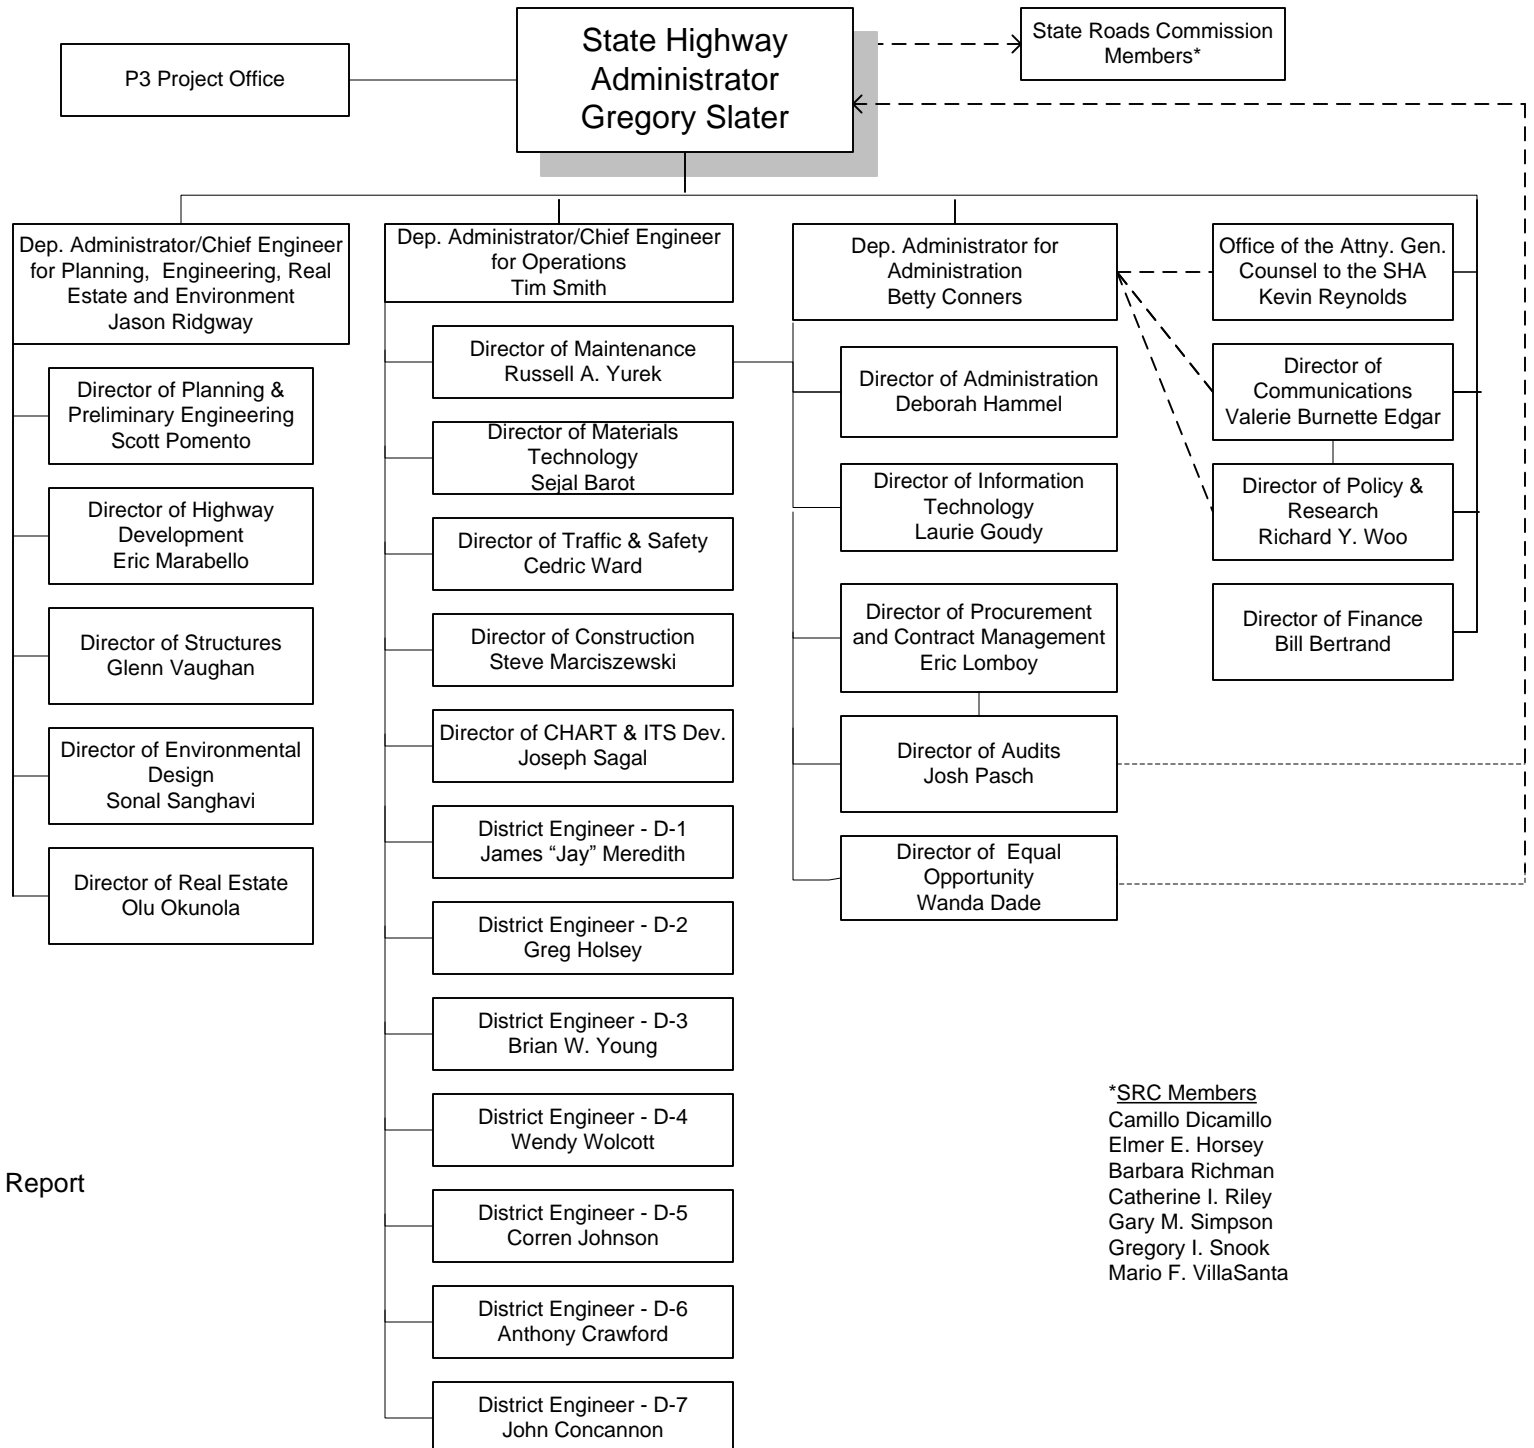 State Highway
Administrator
Gregory Slater
P3 Project Office
State Roads Commission
Members*
Dep. Administrator/Chief Engineer
for Planning, Engineering, Real
Estate and Environment
Jason Ridgway
Director of Planning &
Preliminary Engineering
Scott Pomento
Director of Highway
Development
Eric Marabello
Director of Structures
Glenn Vaughan
Director of Environmental
Design
Sonal Sanghavi
Director of Real Estate
Olu Okunola
Dep. Administrator/Chief Engineer
for Operations
Tim Smith
Director of Maintenance
Russell A. Yurek
Director of Materials
Technology
Sejal Barot
Director of Traffic & Safety
Cedric Ward
Director of Construction
Steve Marciszewski
Director of CHART & ITS Dev.
Joseph Sagal
District Engineer - D-1
James “Jay” Meredith
District Engineer - D-2
Greg Holsey
District Engineer - D-3
Brian W. Young
District Engineer - D-4
Wendy Wolcott
District Engineer - D-5
Corren Johnson
District Engineer - D-6
Anthony Crawford
District Engineer - D-7
John Concannon
Dep. Administrator for
Administration
Betty Conners
Director of Administration
Deborah Hammel
Director of Information
Technology
Laurie Goudy
Director of Procurement
and Contract Management
Eric Lomboy
Director of Audits
Josh Pasch
Director of Equal
Opportunity
Wanda Dade
Office of the Attny. Gen.
Counsel to the SHA
Kevin Reynolds
Director of
Communications
Valerie Burnette Edgar
Director of Policy &
Research
Richard Y. Woo
Director of Finance
Bill Bertrand
*SRC Members
Camillo Dicamillo
Elmer E. Horsey
Barbara Richman
Catherine I. Riley
Gary M. Simpson
Gregory I. Snook
Mario F. VillaSanta
Report